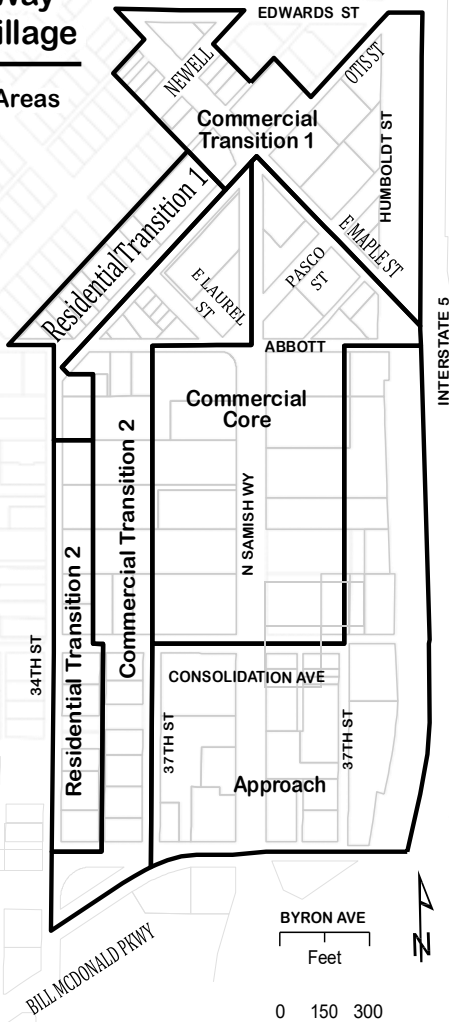 way
illage
Areas
EDWARDS ST
NEWELL
OTIS ST
Commercial
Transition 1
HUMBOLDT ST
Residential Transition 1
E MAPLE ST
E LAUREL
ST
PASCO
ST
INTERSTATE 5
ABBOTT
Commercial
Core
Commercial Transition 2
N SAMISH WY
Residential Transition 2
34TH ST
CONSOLIDATION AVE
37TH ST
37TH ST
Approach
BYRON AVE
BILL MCDONALD PKWY
Feet
N
0 150 300